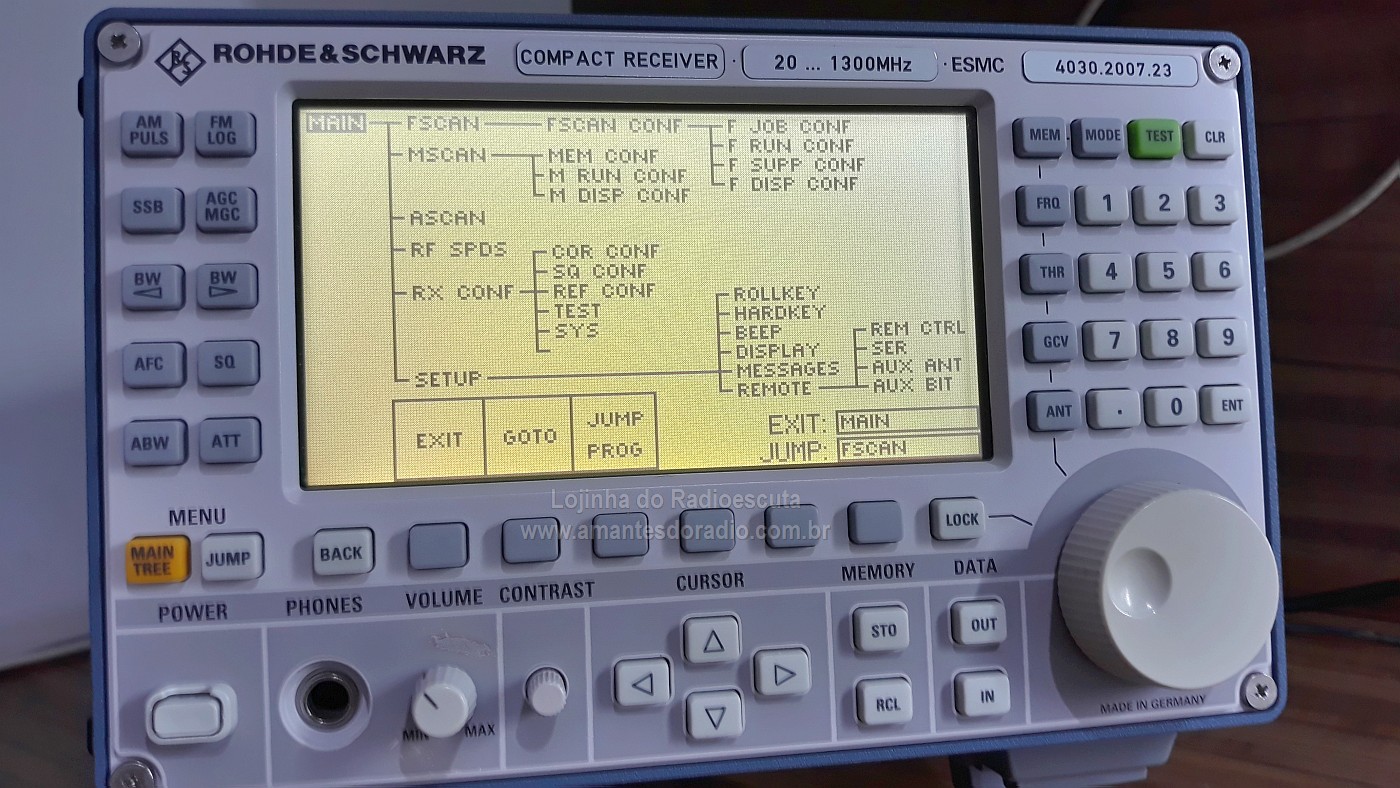 ROHDE&SCHWARZ COMPACT RECEIVER · 20 ... 1300MHz · ESMC 4030.2007.23
AM PULS
FM LOG
SSB
AGC MGC
BW
BW
AFC
SQ
ABW
ATT
MAIN FSCAN FSCAN CONF F JOB CONF
F RUN CONF
F SUPP CONF
F DISP CONF
MSCAN MEM CONF
M RUN CONF
M DISP CONF
ASCAN
RF SPDS
RX CONF
COR CONF
SQ CONF
REF CONF
TEST
SYS
SETUP
ROLLKEY
HARDKEY
BEEP
DISPLAY
MESSAGES
REMOTE
REM CTRL
SER
AUX ANT
AUX BIT
EXIT GOTO JUMP PROG
EXIT: MAIN
JUMP: FSCAN
MEM MODE TEST CLR
FRQ 1 2 3
THR 4 5 6
GCV 7 8 9
ANT . 0 ENT
Lojinha do Radioescuta
www.amantesdoradio.com.br
MENU
MAIN TREE
JUMP
BACK
LOCK
POWER PHONES VOLUME CONTRAST CURSOR MEMORY DATA
MIN MAX
STO
RCL
OUT
IN
MADE IN GERMANY